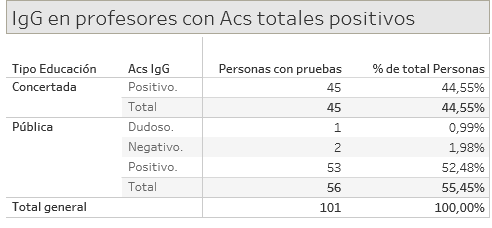 IgG en profesores con Acs totales positivos
Tipo Educación Acs IgG Personas con pruebas % de total Personas
Concertada Positivo. 45 44,55%
Total 45 44,55%
Pública Dudoso. 1 0,99%
Negativo. 2 1,98%
Positivo. 53 52,48%
Total 56 55,45%
Total general 101 100,00%